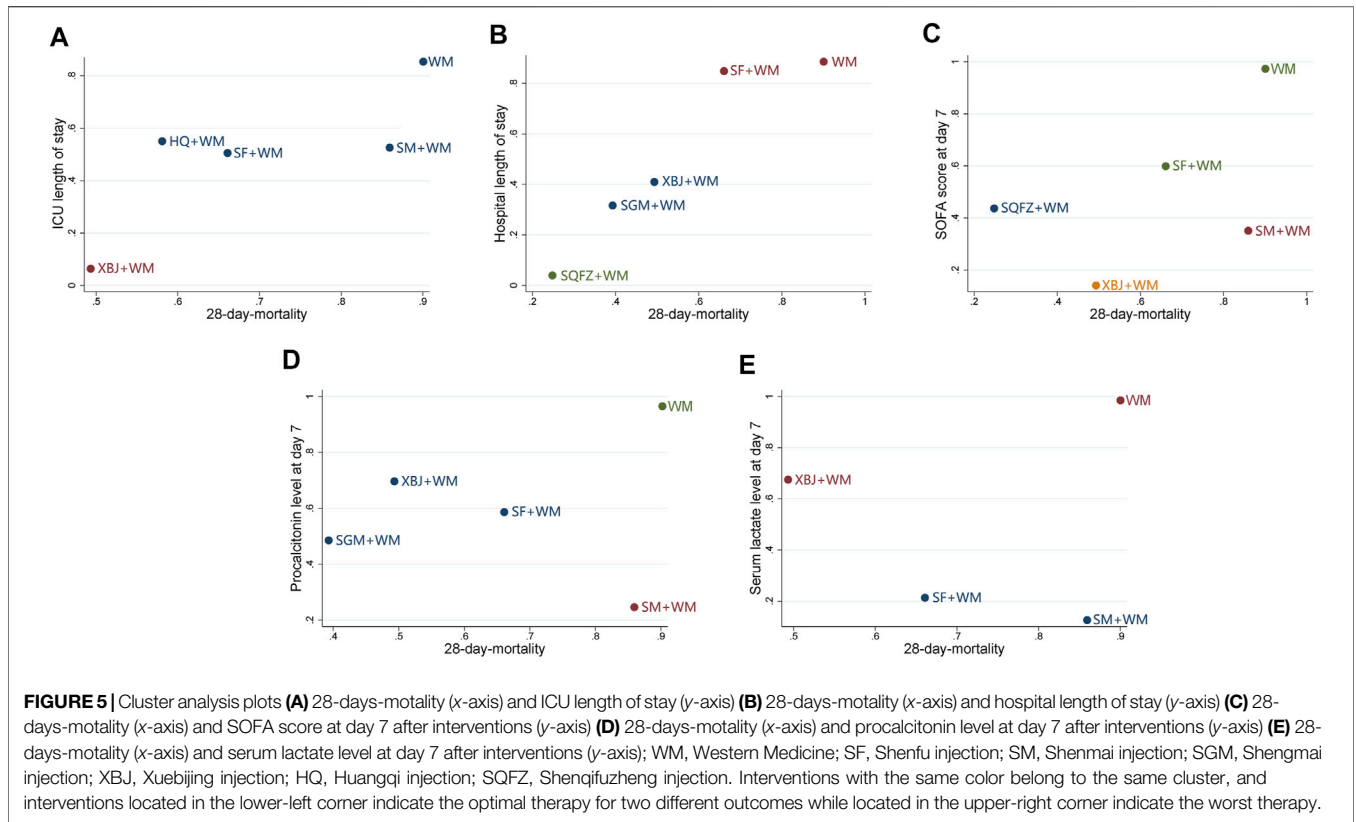 A
ICU length of stay
.8
.6
.4
.2
0
WM
HQ+WM
SF+WM
SM+WM
XBJ+WM
.5 .6 .7 .8 .9
28-day-mortality
B
Hospital length of stay
.8
.6
.4
.2
0
SF+WM
WM
XBJ+WM
SGM+WM
SQFZ+WM
.2 .4 .6 .8 1
28-day-mortality
C
SOFA score at day 7
1
.8
.6
.4
.2
WM
SF+WM
SQFZ+WM
SM+WM
XBJ+WM
.2 .4 .6 .8 1
28-day-mortality
D
Procalcitonin level at day 7
1
.8
.6
.4
.2
WM
XBJ+WM
SF+WM
SGM+WM
SM+WM
.4 .5 .6 .7 .8 .9
28-day-mortality
E
Serum lactate level at day 7
1
.8
.6
.4
.2
WM
XBJ+WM
SF+WM
SM+WM
.5 .6 .7 .8 .9
28-day-mortality
FIGURE 5 | Cluster analysis plots (A) 28-days-motality (x-axis) and ICU length of stay (y-axis) (B) 28-days-motality (x-axis) and hospital length of stay (y-axis) (C) 28-
days-motality (x-axis) and SOFA score at day 7 after interventions (y-axis) (D) 28-days-motality (x-axis) and procalcitonin level at day 7 after interventions (y-axis) (E) 28-
days-motality (x-axis) and serum lactate level at day 7 after interventions (y-axis); WM, Western Medicine; SF, Shenfu injection; SM, Shenmai injection; SGM, Shengmai
injection; XBJ, Xuebijing injection; HQ, Huangqi injection; SQFZ, Shenqifuzheng injection. Interventions with the same color belong to the same cluster, and
interventions located in the lower-left corner indicate the optimal therapy for two different outcomes while located in the upper-right corner indicate the worst therapy.